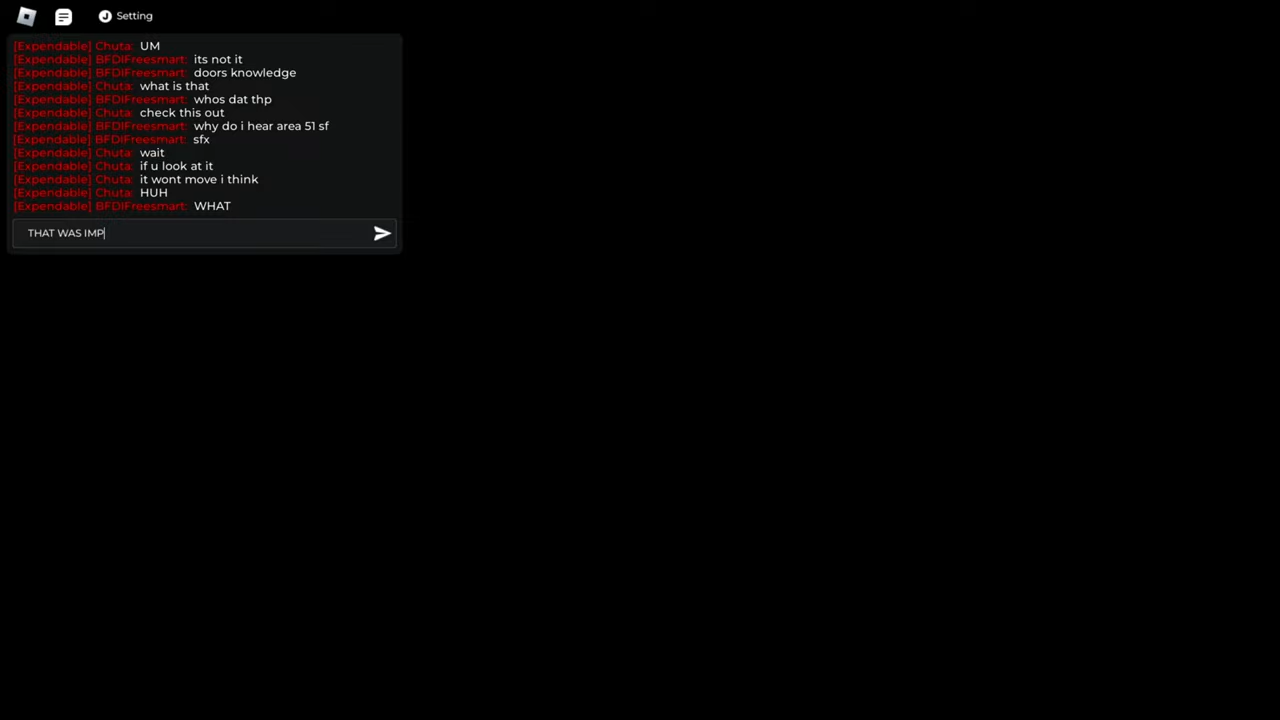 J Setting
[Expendable] Chuta: UM
[Expendable] BFDIFreesmart: its not it
[Expendable] BFDIFreesmart: doors knowledge
[Expendable] Chuta: what is that
[Expendable] BFDIFreesmart: whos dat thp
[Expendable] Chuta: check this out
[Expendable] BFDIFreesmart: why do i hear area 51 sf
[Expendable] BFDIFreesmart: sfx
[Expendable] Chuta: wait
[Expendable] Chuta: if u look at it
[Expendable] Chuta: it wont move i think
[Expendable] Chuta: HUH
[Expendable] BFDIFreesmart: WHAT
THAT WAS IMP